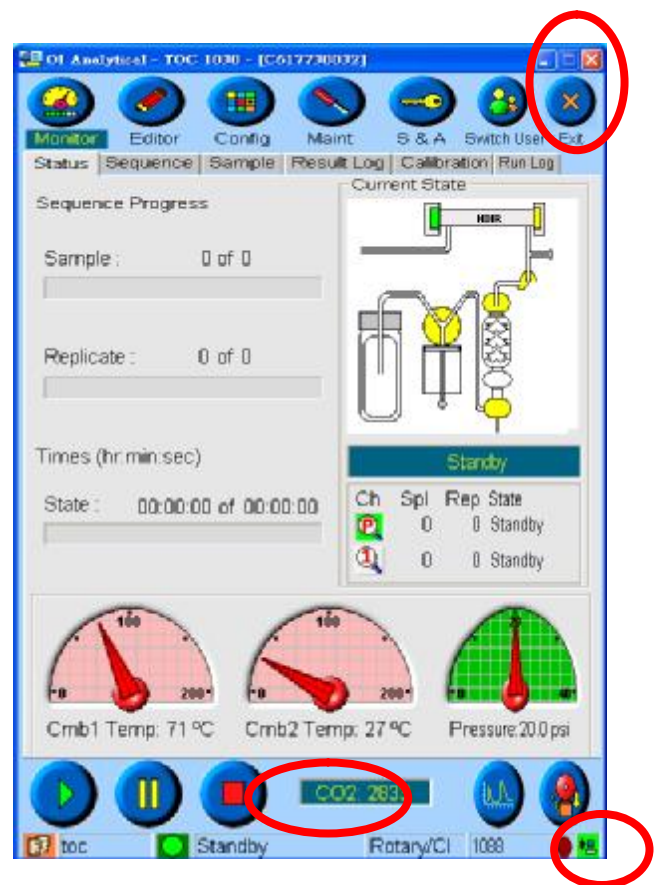 OI Analytical - TOC 1030 - [C617730032]
Monitor Editor Config Maint S & A Switch User Exit
Status Sequence Sample Result Log Calibration Run Log
Current State
Sequence Progress
NDIR
Sample : 0 of 0
Replicate : 0 of 0
Times (hr:min:sec)
Standby
State : 00:00:00 of 00:00:00
Ch Spl Rep State
P 0 0 Standby
1 0 0 Standby
100 100 20
0 200 0 200 0 40
Cmb1 Temp: 71 ºC Cmb2 Temp: 27 ºC Pressure:20.0 psi
CO2: 283
toc Standby Rotary/Cl 1088